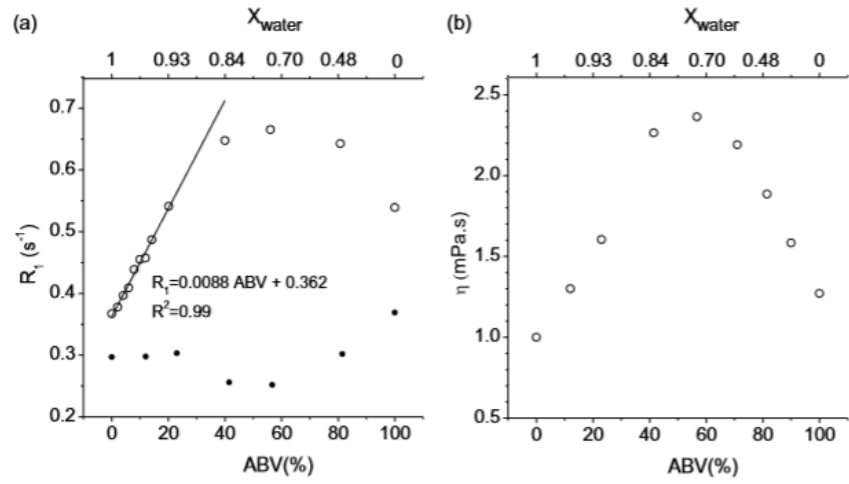 (a)
X_water
1 0.93 0.84 0.70 0.48 0
0.7
0.6
0.5
0.4
0.3
0.2
R_1 (s^-1)
R_1=0.0088 ABV + 0.362
R^2=0.99
0 20 40 60 80 100
ABV(%)
(b)
X_water
1 0.93 0.84 0.70 0.48 0
2.5
2.0
1.5
1.0
0.5
η (mPa.s)
0 20 40 60 80 100
ABV(%)